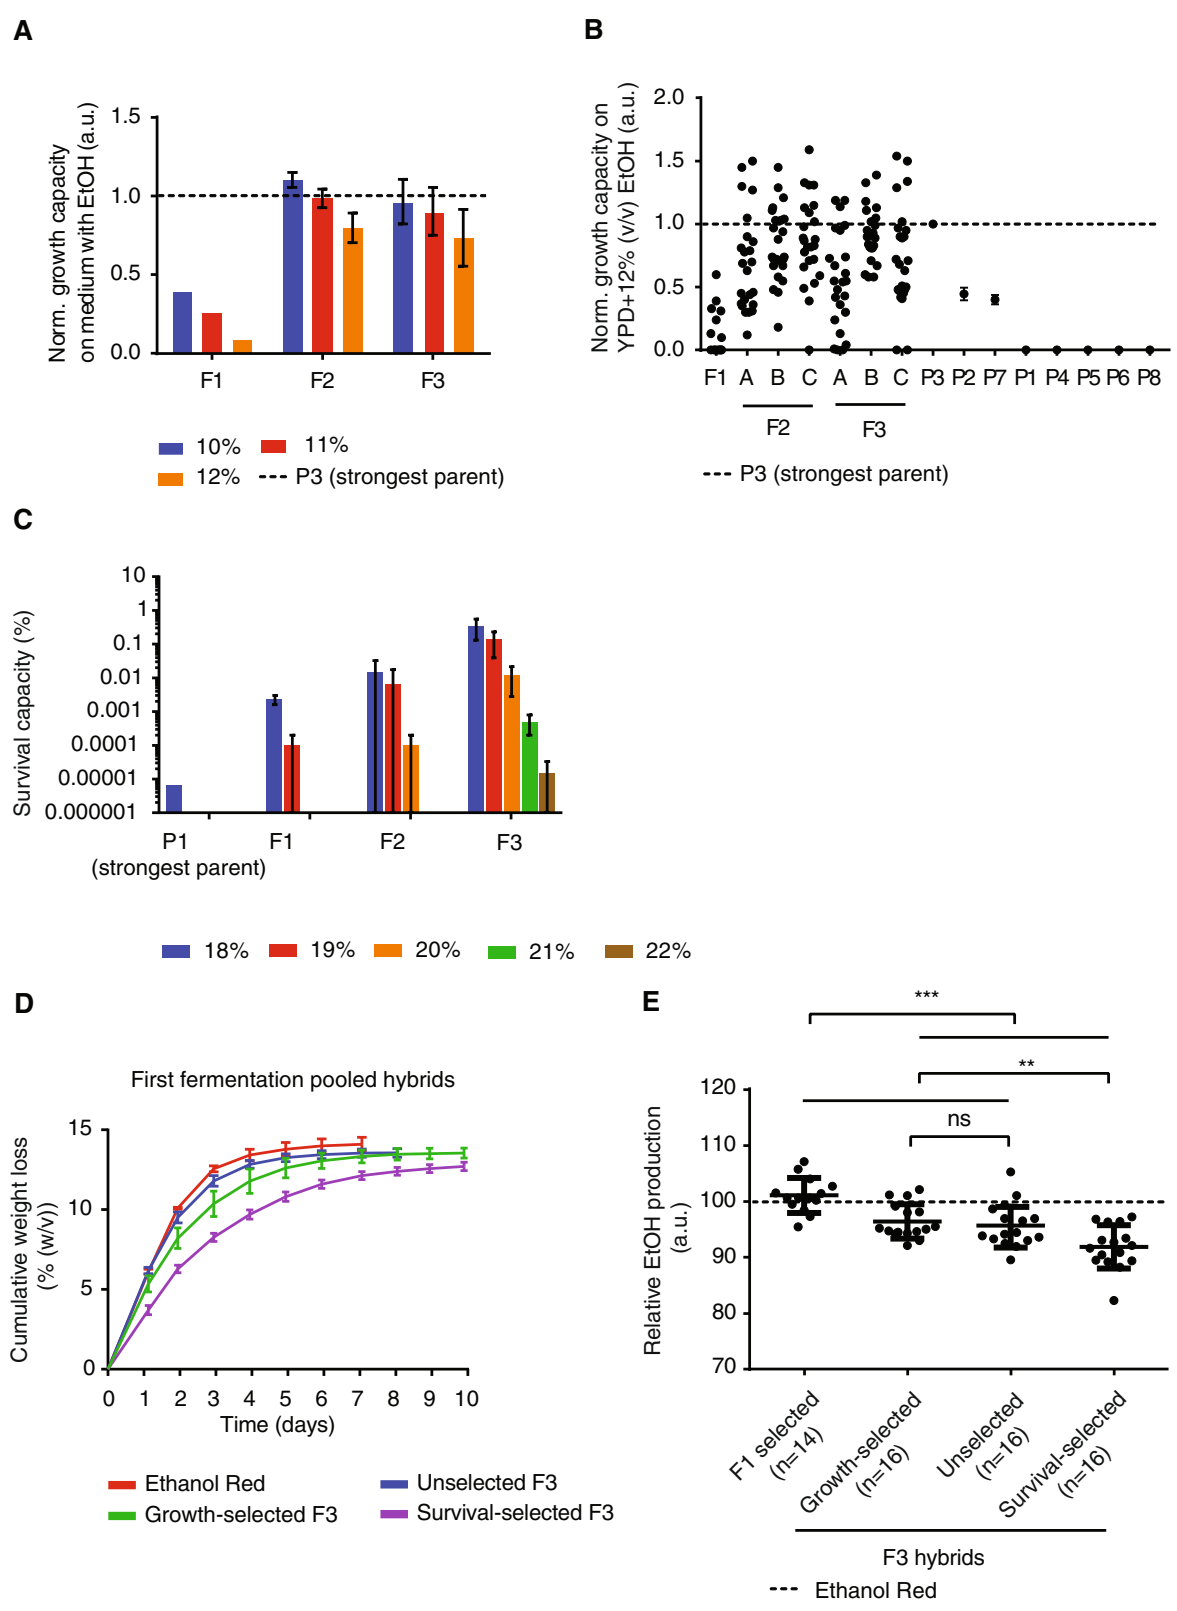 A
Norm. growth capacity
on medium with EtOH (a.u.)
1.5
1.0
0.5
0.0
F1 F2 F3
10% 11%
12% P3 (strongest parent)
B
Norm. growth capacity on
YPD+12% (v/v) EtOH (a.u.)
2.0
1.5
1.0
0.5
0.0
F1 A B C A B C P3 P2 P7 P1 P4 P5 P6 P8
F2 F3
P3 (strongest parent)
C
Survival capacity (%)
10
1
0.1
0.01
0.001
0.0001
0.00001
0.000001
P1 F1 F2 F3
(strongest parent)
18% 19% 20% 21% 22%
D
First fermentation pooled hybrids
Cumulative weight loss
(% (w/v))
15
10
5
0
0 1 2 3 4 5 6 7 8 9 10
Time (days)
Ethanol Red Unselected F3
Growth-selected F3 Survival-selected F3
E
***
**
ns
Relative EtOH production
(a.u.)
120
110
100
90
80
70
F1 selected
(n=14)
Growth-selected
(n=16)
Unselected
(n=16)
Survival-selected
(n=16)
F3 hybrids
Ethanol Red